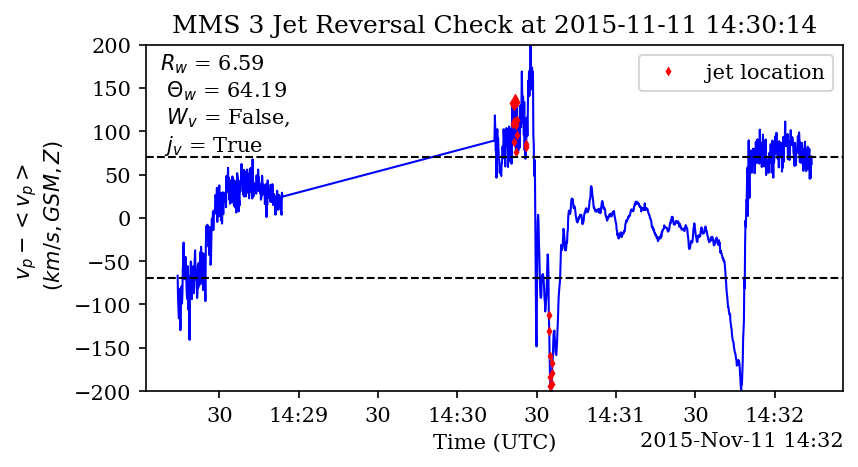 MMS 3 Jet Reversal Check at 2015-11-11 14:30:14
R_w = 6.59
Θ_w = 64.19
W_v = False,
j_v = True
jet location
v_p − < v_p >
(km/s, GSM, Z)
200
150
100
50
0
−50
−100
−150
−200
30 14:29 30 14:30 30 14:31 30 14:32
Time (UTC) 2015-Nov-11 14:32